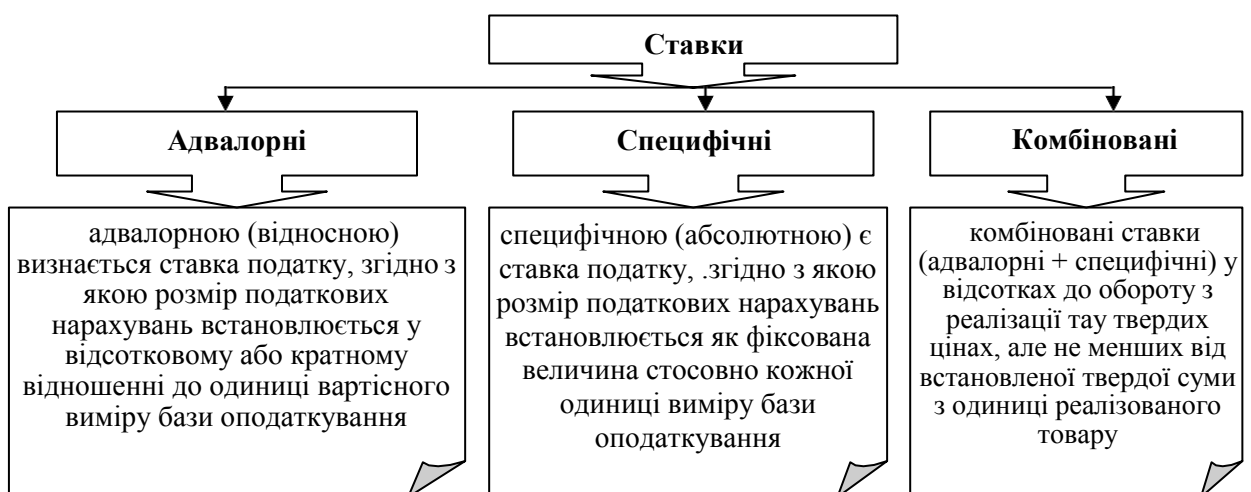 Ставки
Адвалорні
Специфічні
Комбіновані
адвалорною (відносною)
визнається ставка податку, згідно з
якою розмір податкових
нарахувань встановлюється у
відсотковому або кратному
відношенні до одиниці вартісного
виміру бази оподаткування
специфічною (абсолютною) є
ставка податку, .згідно з якою
розмір податкових нарахувань
встановлюється як фіксована
величина стосовно кожної
одиниці виміру бази
оподаткування
комбіновані ставки
(адвалорні + специфічні) у
відсотках до обороту з
реалізації тау твердих
цінах, але не менших від
встановленої твердої суми
з одиниці реалізованого
товару